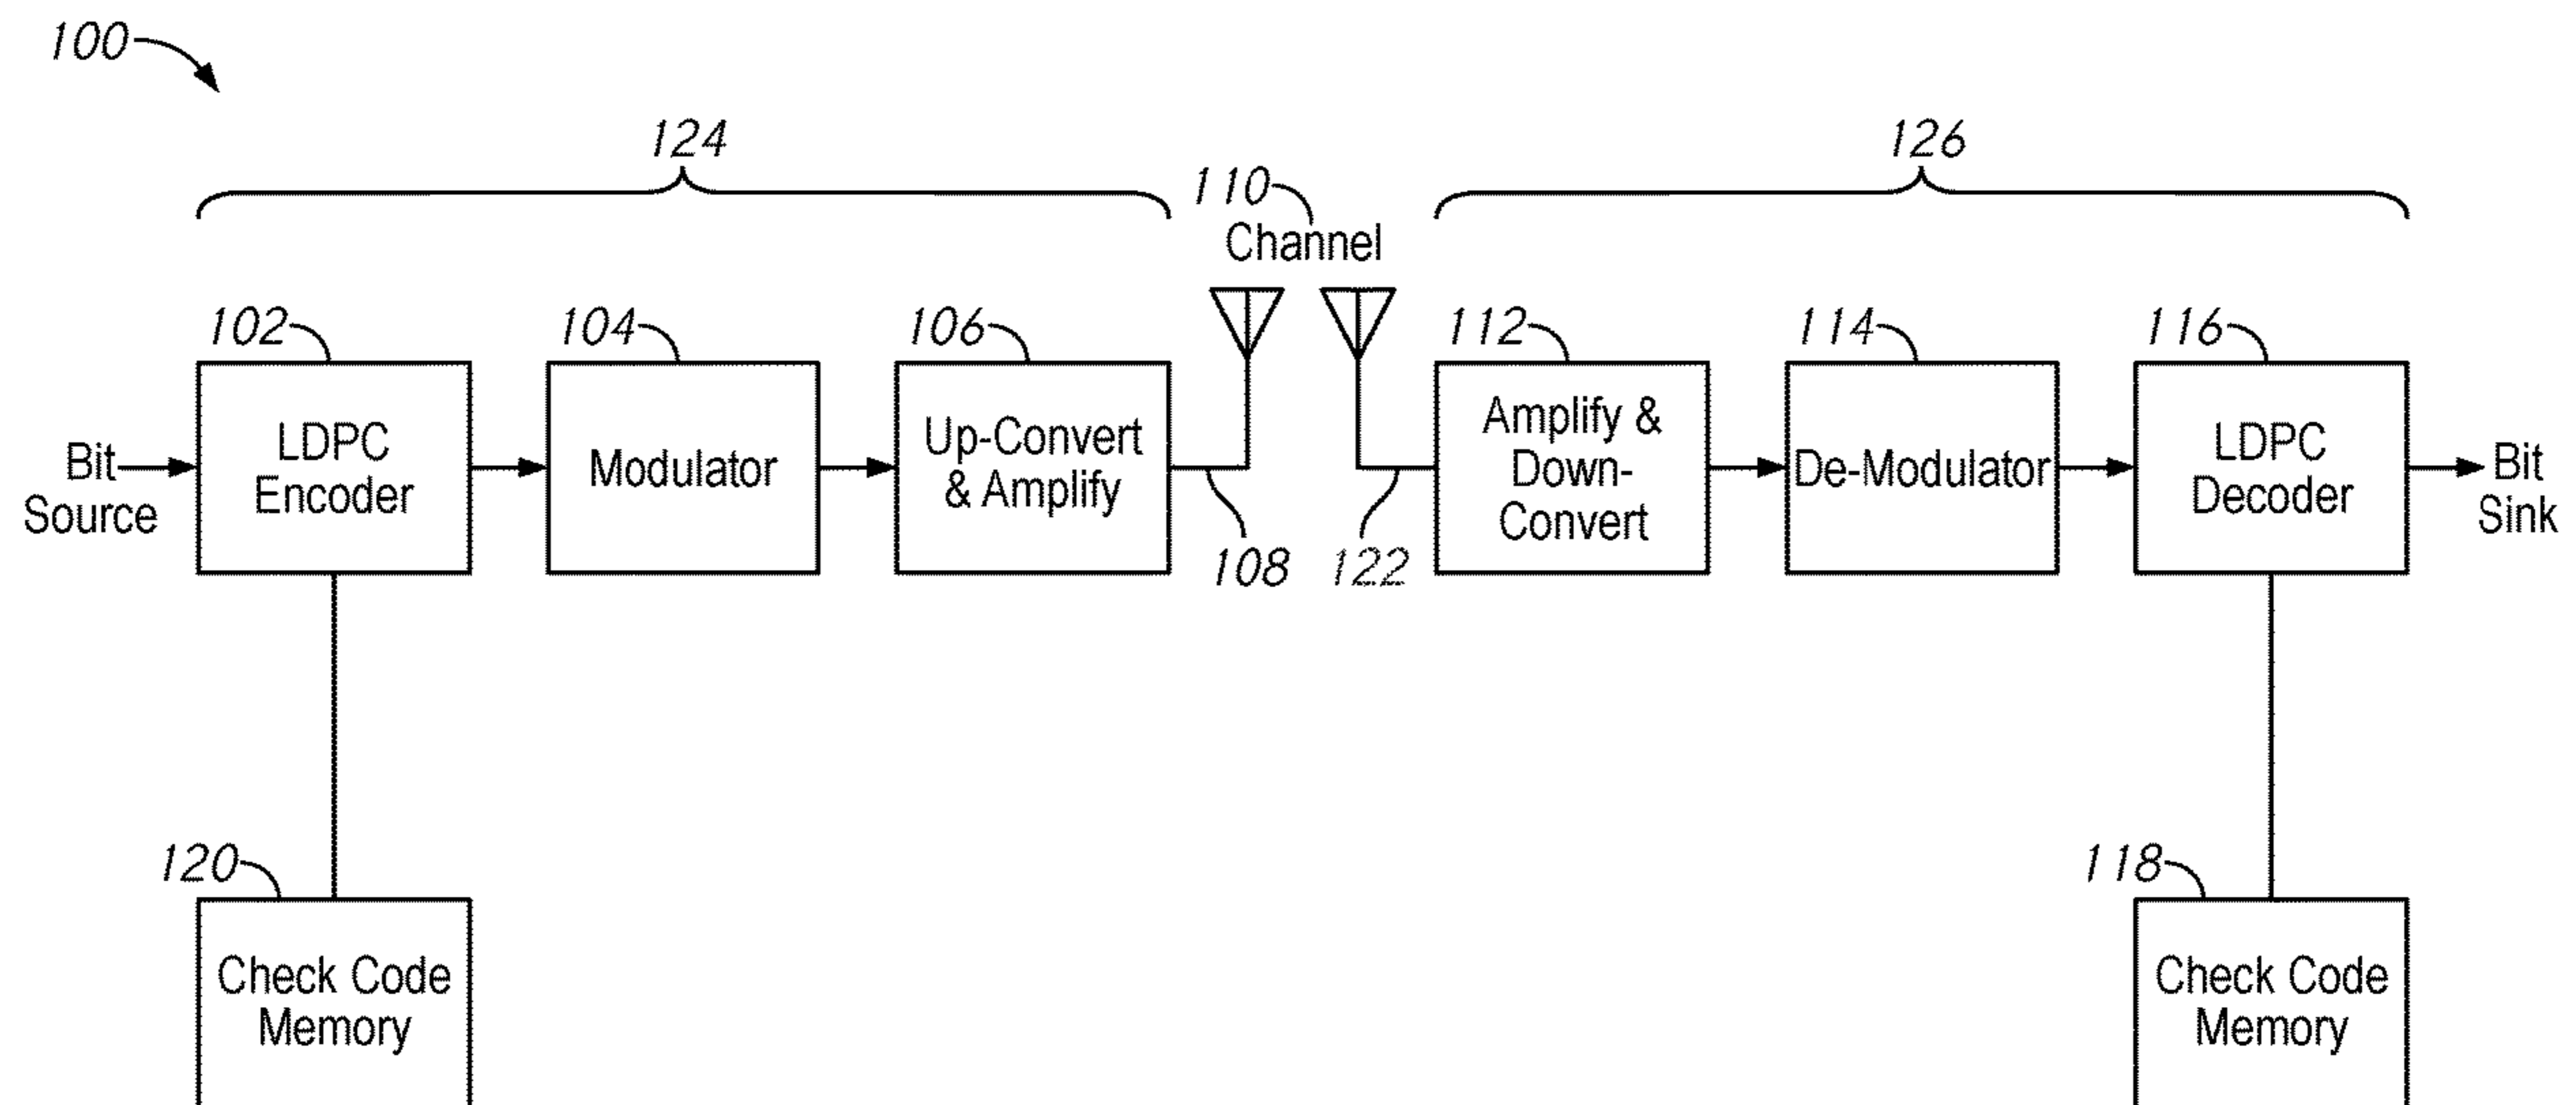 100
124
126
110
Channel
102
104
106
112
114
116
Bit
Source
LDPC
Encoder
Modulator
Up-Convert
& Amplify
Amplify &
Down-
Convert
De-Modulator
LDPC
Decoder
Bit
Sink
108
122
120
118
Check Code
Memory
Check Code
Memory